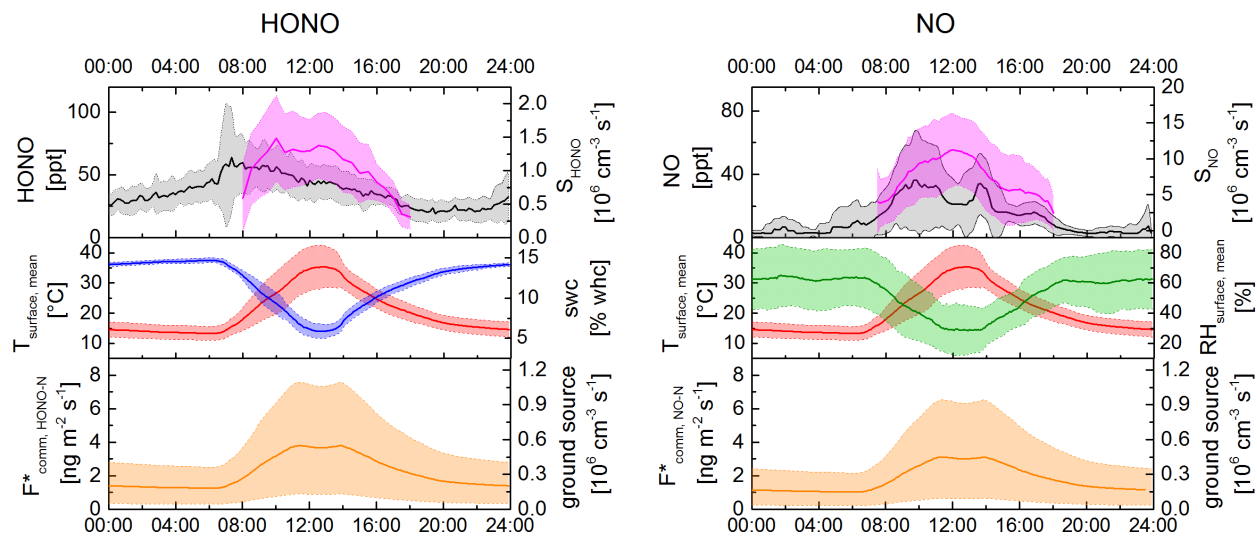 HONO
NO
00:00 04:00 08:00 12:00 16:00 20:00 24:00
00:00 04:00 08:00 12:00 16:00 20:00 24:00
HONO
[ppt]
100
50
0
2.0
1.5
1.0
0.5
0.0
S_HONO
[10^6 cm^-3 s^-1]
T_surface, mean
[°C]
40
30
20
10
15
10
5
swc
[% whc]
F*_comm, HONO-N
[ng m^-2 s^-1]
8
6
4
2
0
1.2
0.9
0.6
0.3
0.0
ground source
[10^6 cm^-3 s^-1]
00:00 04:00 08:00 12:00 16:00 20:00 24:00
NO
[ppt]
80
40
0
20
15
10
5
0
S_NO
[10^6 cm^-3 s^-1]
T_surface, mean
[°C]
40
30
20
10
80
60
40
20
RH_surface, mean
[%]
F*_comm, NO-N
[ng m^-2 s^-1]
8
6
4
2
0
1.2
0.9
0.6
0.3
0.0
ground source
[10^6 cm^-3 s^-1]
00:00 04:00 08:00 12:00 16:00 20:00 24:00